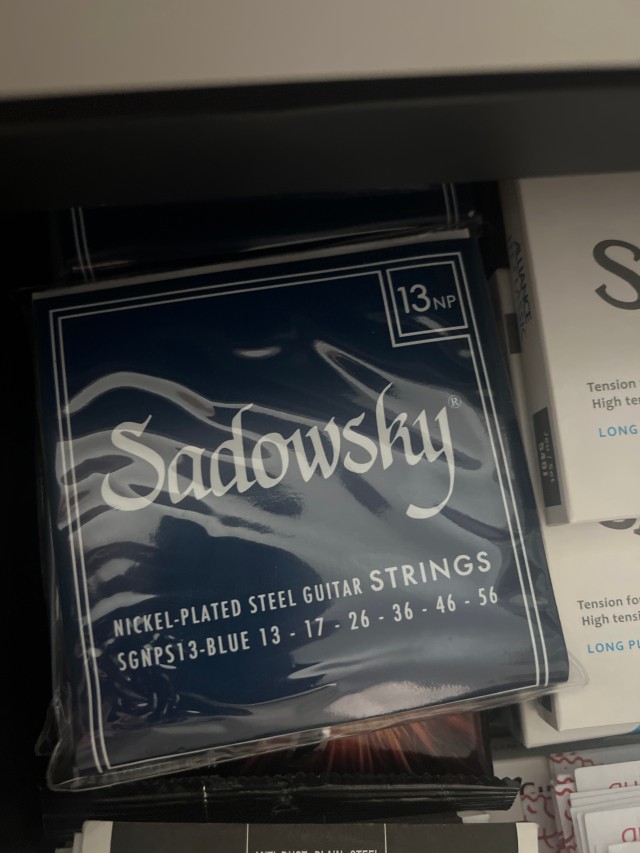 13NP
Sadowsky®
NICKEL-PLATED STEEL GUITAR STRINGS
SGNPS13-BLUE 13 - 17 - 26 - 36 - 46 - 56
S
Tension
High te
LONG
Tension fo
High tensi
LONG PL